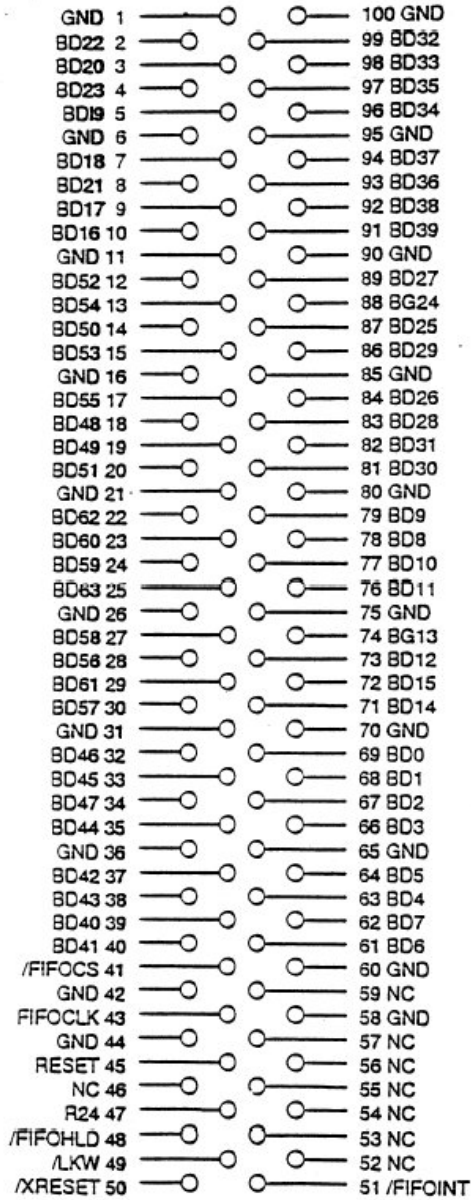 GND 1 100 GND
BD22 2 99 BD32
BD20 3 98 BD33
BD23 4 97 BD35
BD19 5 96 BD34
GND 6 95 GND
BD18 7 94 BD37
BD21 8 93 BD36
BD17 9 92 BD38
BD16 10 91 BD39
GND 11 90 GND
BD52 12 89 BD27
BD54 13 88 BG24
BD50 14 87 BD25
BD53 15 86 BD29
GND 16 85 GND
BD55 17 84 BD26
BD48 18 83 BD28
BD49 19 82 BD31
BD51 20 81 BD30
GND 21 80 GND
BD62 22 79 BD9
BD60 23 78 BD8
BD59 24 77 BD10
BD63 25 76 BD11
GND 26 75 GND
BD58 27 74 BG13
BD56 28 73 BD12
BD61 29 72 BD15
BD57 30 71 BD14
GND 31 70 GND
BD46 32 69 BD0
BD45 33 68 BD1
BD47 34 67 BD2
BD44 35 66 BD3
GND 36 65 GND
BD42 37 64 BD5
BD43 38 63 BD4
BD40 39 62 BD7
BD41 40 61 BD6
/FIFOCS 41 60 GND
GND 42 59 NC
FIFOCLK 43 58 GND
GND 44 57 NC
RESET 45 56 NC
NC 46 55 NC
R24 47 54 NC
/FIFOHLD 48 53 NC
/LKW 49 52 NC
/XRESET 50 51 /FIFOINT